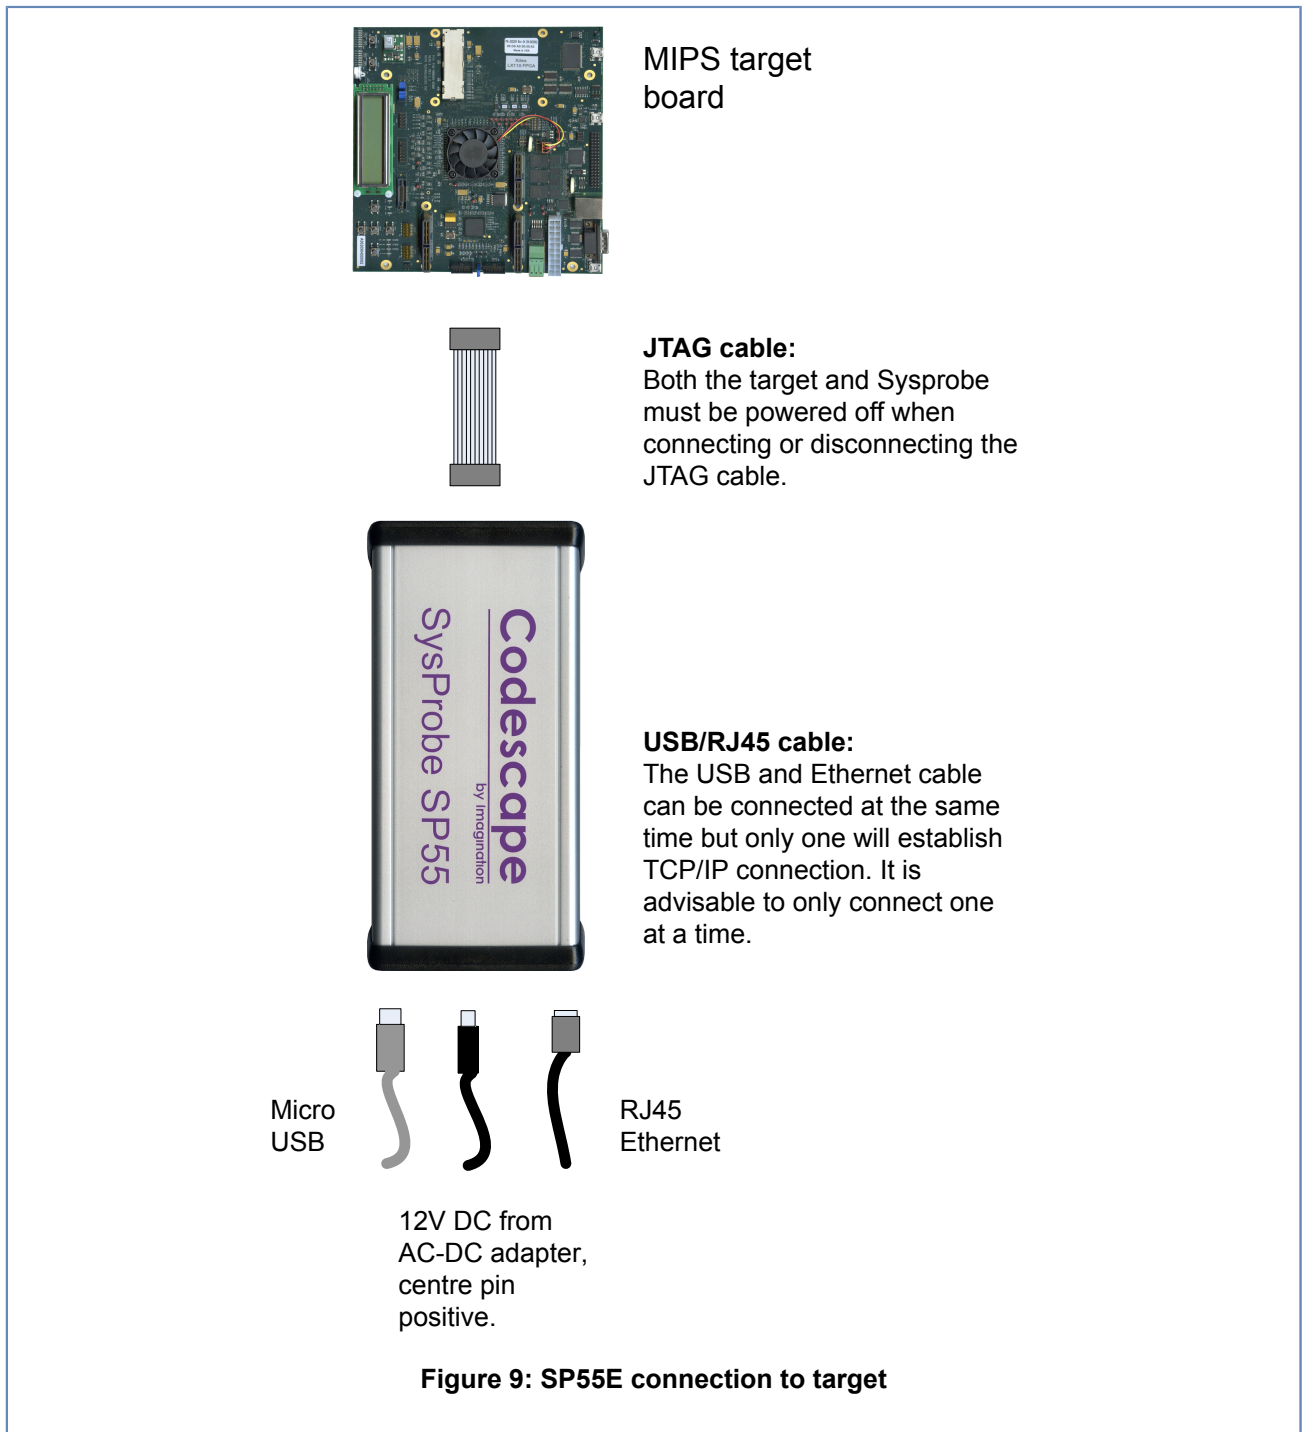 MIPS target
board
JTAG cable:
Both the target and Sysprobe
must be powered off when
connecting or disconnecting the
JTAG cable.
Codescape
by Imagination
SysProbe SP55
USB/RJ45 cable:
The USB and Ethernet cable
can be connected at the same
time but only one will establish
TCP/IP connection. It is
advisable to only connect one
at a time.
Micro
USB
RJ45
Ethernet
12V DC from
AC-DC adapter,
centre pin
positive.
Figure 9: SP55E connection to target